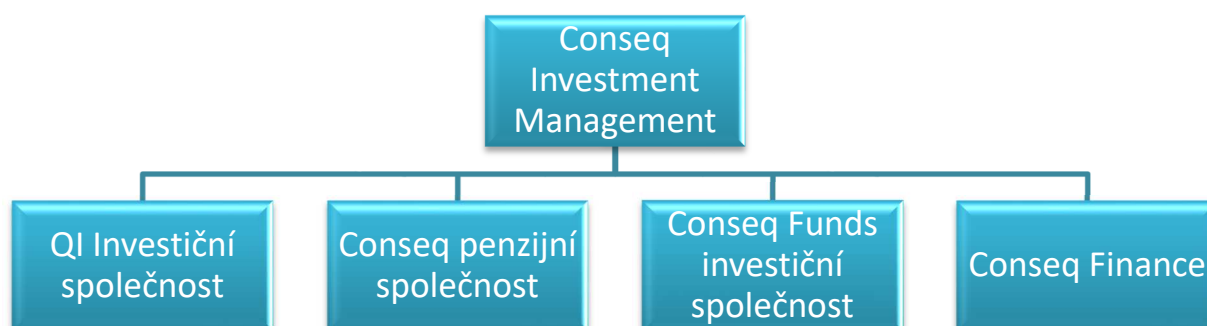 Conseq
Investment
Management
QI Investiční
společnost
Conseq penzijní
společnost
Conseq Funds
investiční
společnost
Conseq Finance